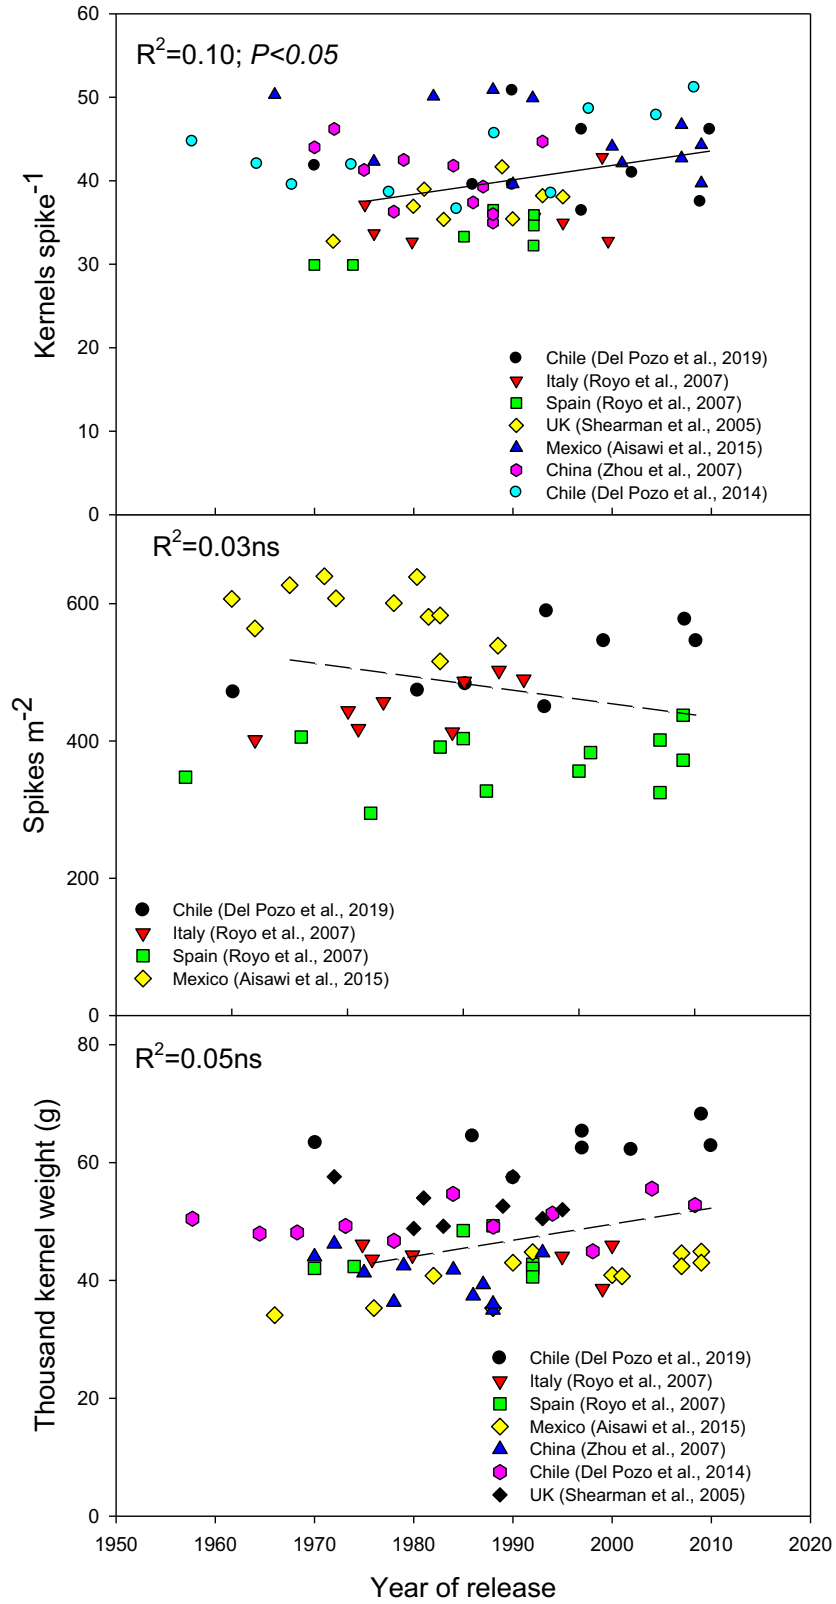 60
R²=0.10; P<0.05
50
40
Kernels spike⁻¹
30
20
Chile (Del Pozo et al., 2019)
Italy (Royo et al., 2007)
Spain (Royo et al., 2007)
10
UK (Shearman et al., 2005)
Mexico (Aisawi et al., 2015)
China (Zhou et al., 2007)
Chile (Del Pozo et al., 2014)
0
R²=0.03ns
600
400
Spikes m⁻²
200
Chile (Del Pozo et al., 2019)
Italy (Royo et al., 2007)
Spain (Royo et al., 2007)
Mexico (Aisawi et al., 2015)
0
80
R²=0.05ns
60
Thousand kernel weight (g)
40
20
Chile (Del Pozo et al., 2019)
Italy (Royo et al., 2007)
Spain (Royo et al., 2007)
Mexico (Aisawi et al., 2015)
China (Zhou et al., 2007)
Chile (Del Pozo et al., 2014)
UK (Shearman et al., 2005)
0
1950 1960 1970 1980 1990 2000 2010 2020
Year of release